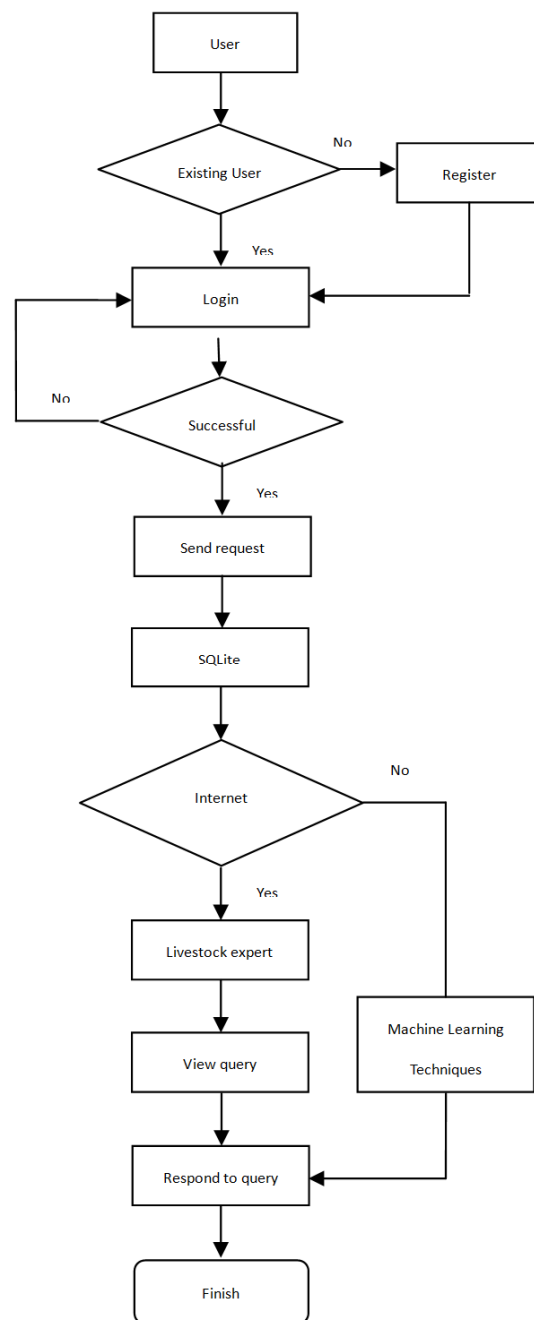 User
No
Existing User
Register
Yes
Login
No
Successful
Yes
Send request
SQLite
No
Internet
Yes
Livestock expert
Machine Learning
Techniques
View query
Respond to query
Finish